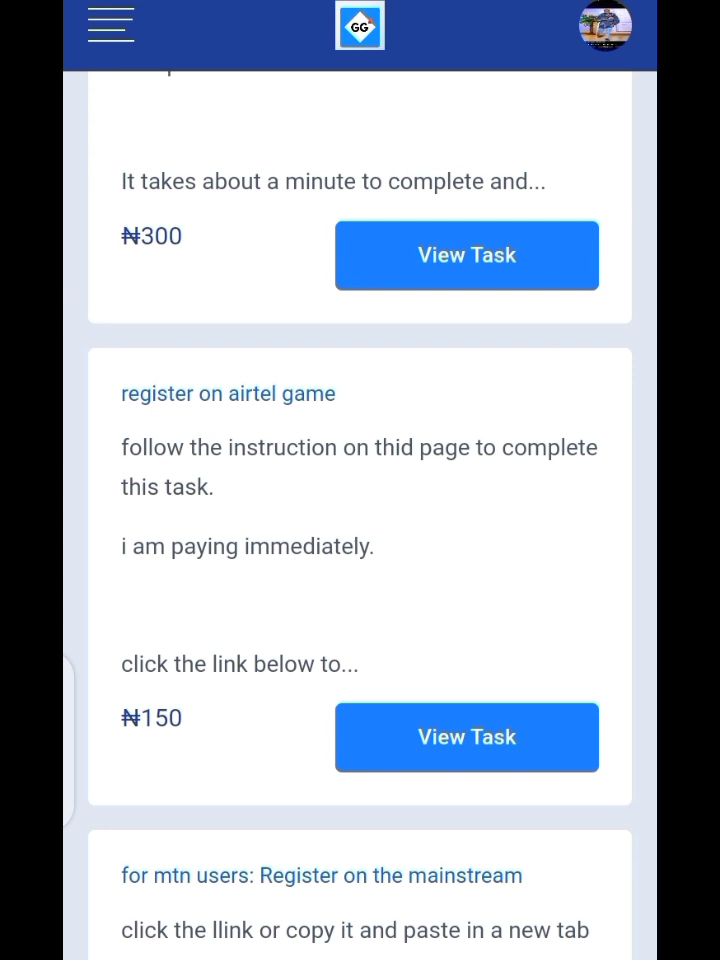 GG
It takes about a minute to complete and...
₦300
View Task
register on airtel game
follow the instruction on thid page to complete
this task.
i am paying immediately.
click the link below to...
₦150
View Task
for mtn users: Register on the mainstream
click the llink or copy it and paste in a new tab